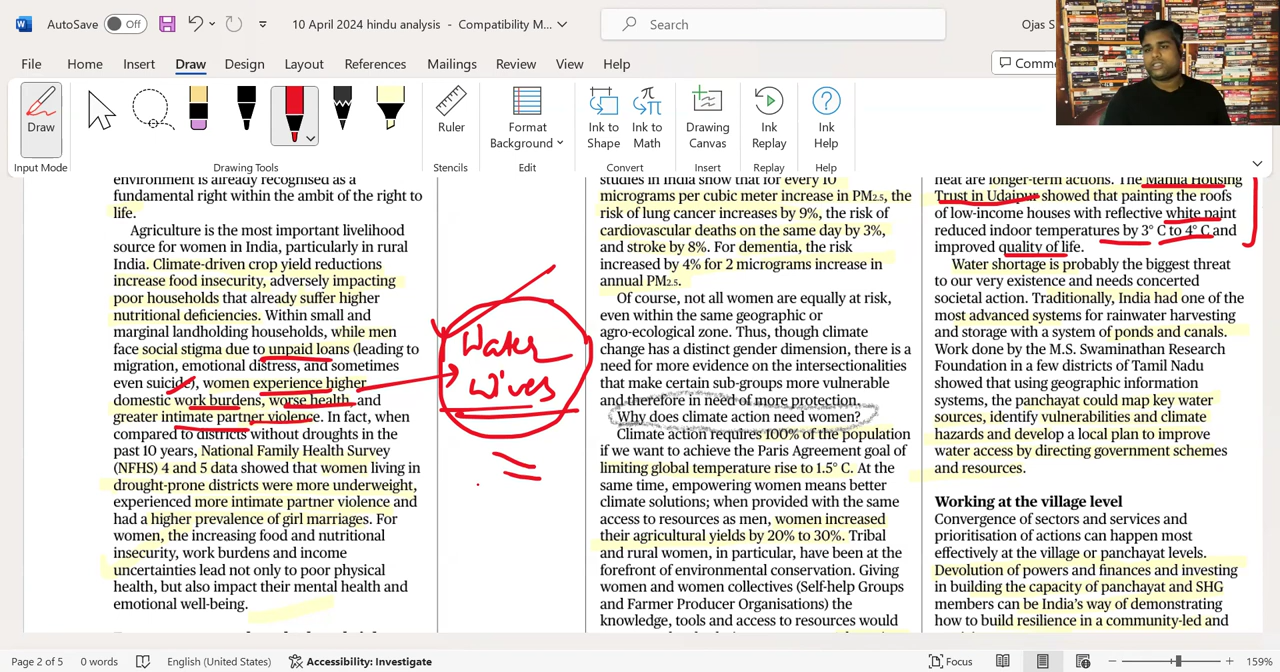 AutoSave
Off
10 April 2024 hindu analysis - Compatibility M...
Search
Ojas S
File
Home
Insert
Draw
Design
Layout
References
Mailings
Review
View
Help
Comme
Draw
Ruler
Format
Background
Ink to
Shape
Ink to
Math
Drawing
Canvas
Ink
Replay
Ink
Help
Input Mode
Drawing Tools
Stencils
Edit
Convert
Insert
Replay
Help
environment is already recognised as a
fundamental right within the ambit of the right to
life.
Agriculture is the most important livelihood
source for women in India, particularly in rural
India. Climate-driven crop yield reductions
increase food insecurity, adversely impacting
poor households that already suffer higher
nutritional deficiencies. Within small and
marginal landholding households, while men
face social stigma due to unpaid loans (leading to
migration, emotional distress, and sometimes
even suicide), women experience higher
domestic work burdens, worse health, and
greater intimate partner violence. In fact, when
compared to districts without droughts in the
past 10 years, National Family Health Survey
(NFHS) 4 and 5 data showed that women living in
drought-prone districts were more underweight,
experienced more intimate partner violence and
had a higher prevalence of girl marriages. For
women, the increasing food and nutritional
insecurity, work burdens and income
uncertainties lead not only to poor physical
health, but also impact their mental health and
emotional well-being.
Water
wives
studies in India show that for every 10
micrograms per cubic meter increase in PM2.5, the
risk of lung cancer increases by 9%, the risk of
cardiovascular deaths on the same day by 3%,
and stroke by 8%. For dementia, the risk
increased by 4% for 2 micrograms increase in
annual PM2.5.
Of course, not all women are equally at risk,
even within the same geographic or
agro-ecological zone. Thus, though climate
change has a distinct gender dimension, there is a
need for more evidence on the intersectionalities
that make certain sub-groups more vulnerable
and therefore in need of more protection.
Why does climate action need women?
Climate action requires 100% of the population
if we want to achieve the Paris Agreement goal of
limiting global temperature rise to 1.5° C. At the
same time, empowering women means better
climate solutions; when provided with the same
access to resources as men, women increased
their agricultural yields by 20% to 30%. Tribal
and rural women, in particular, have been at the
forefront of environmental conservation. Giving
women and women collectives (Self-help Groups
and Farmer Producer Organisations) the
knowledge, tools and access to resources would
heat are longer-term actions. The Mahila Housing
Trust in Udaipur showed that painting the roofs
of low-income houses with reflective white paint
reduced indoor temperatures by 3° C to 4° C and
improved quality of life.
Water shortage is probably the biggest threat
to our very existence and needs concerted
societal action. Traditionally, India had one of the
most advanced systems for rainwater harvesting
and storage with a system of ponds and canals.
Work done by the M.S. Swaminathan Research
Foundation in a few districts of Tamil Nadu
showed that using geographic information
systems, the panchayat could map key water
sources, identify vulnerabilities and climate
hazards and develop a local plan to improve
water access by directing government schemes
and resources.
Working at the village level
Convergence of sectors and services and
prioritisation of actions can happen most
effectively at the village or panchayat levels.
Devolution of powers and finances and investing
in building the capacity of panchayat and SHG
members can be India's way of demonstrating
how to build resilience in a community-led and
Page 2 of 5
0 words
English (United States)
Accessibility: Investigate
Focus
159%